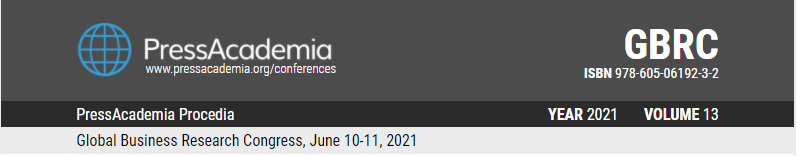 PressAcademia
www.pressacademia.org/conferences
GBRC
ISBN 978-605-06192-3-2
PressAcademia Procedia
YEAR 2021 VOLUME 13
Global Business Research Congress, June 10-11, 2021